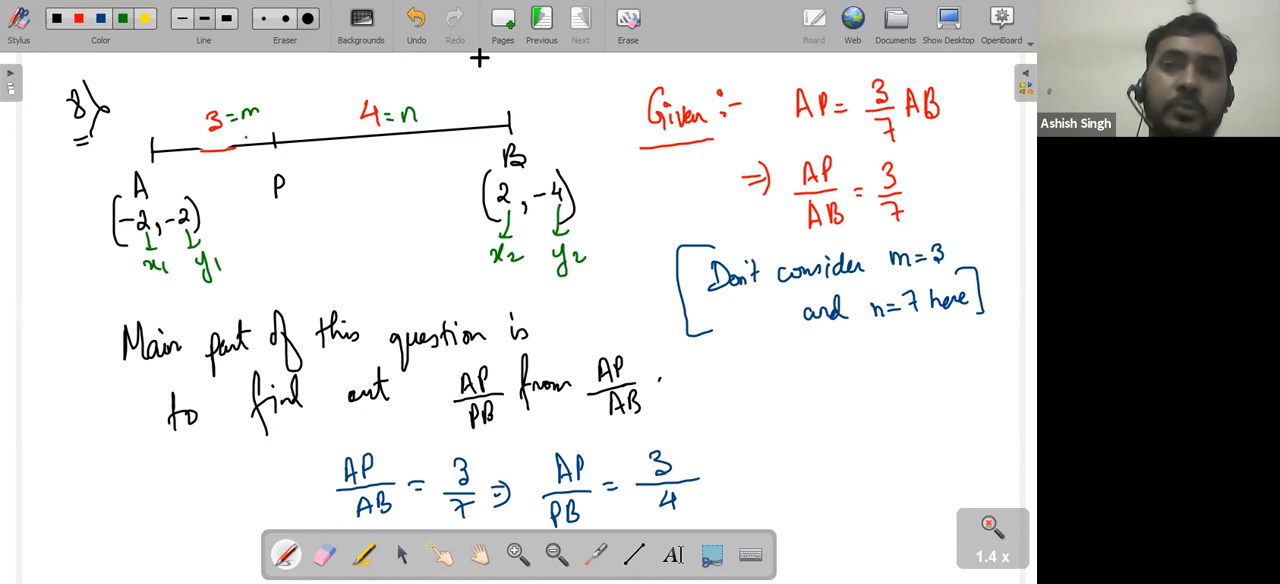 Stylus
Color
Line
Eraser
Backgrounds
Undo
Redo
Pages
Previous
Next
Erase
Board
Web
Documents
Show Desktop
OpenBoard
Ashish Singh
8)
3=m
4=n
A
P
B
(-2,-2)
(2,-4)
x1
y1
x2
y2
Given :-
AP = 3/7 AB
⇒ AP/AB = 3/7
[Don't consider m=3
and n=7 here]
Main part of this question is
to find out AP/PB from AP/AB.
AP/AB = 3/7 ⇒ AP/PB = 3/4
AI
1.4 x